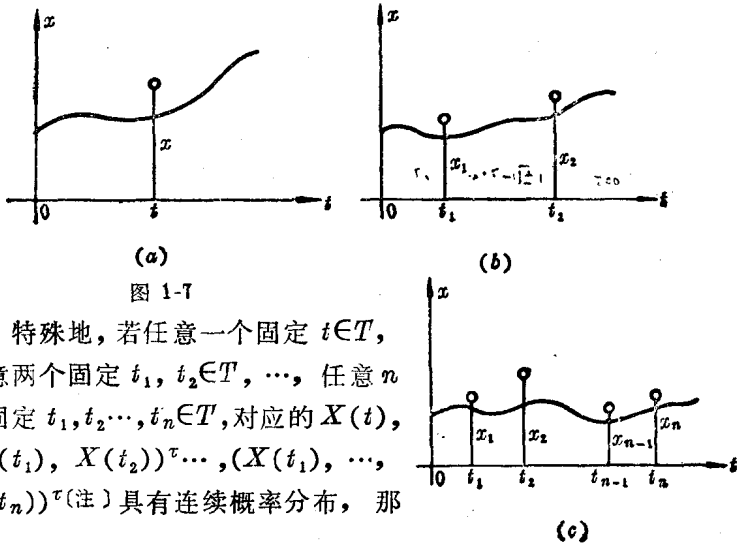 x
x
x
x₁
x₂
0
t
t
0
t₁
t₂
t
(a)
(b)
图 1-7
特殊地,若任意一个固定 t∈T,
意两个固定 t₁, t₂∈T, …, 任意 n
固定 t₁,t₂…,tₙ∈T,对应的 X(t),
(t₁), X(t₂))ᵀ…,(X(t₁), …,
tₙ))ᵀ⁽注⁾具有连续概率分布, 那
x
x₁
x₂
xₙ₋₁
xₙ
0
t₁
t₂
tₙ₋₁
tₙ
t
(c)